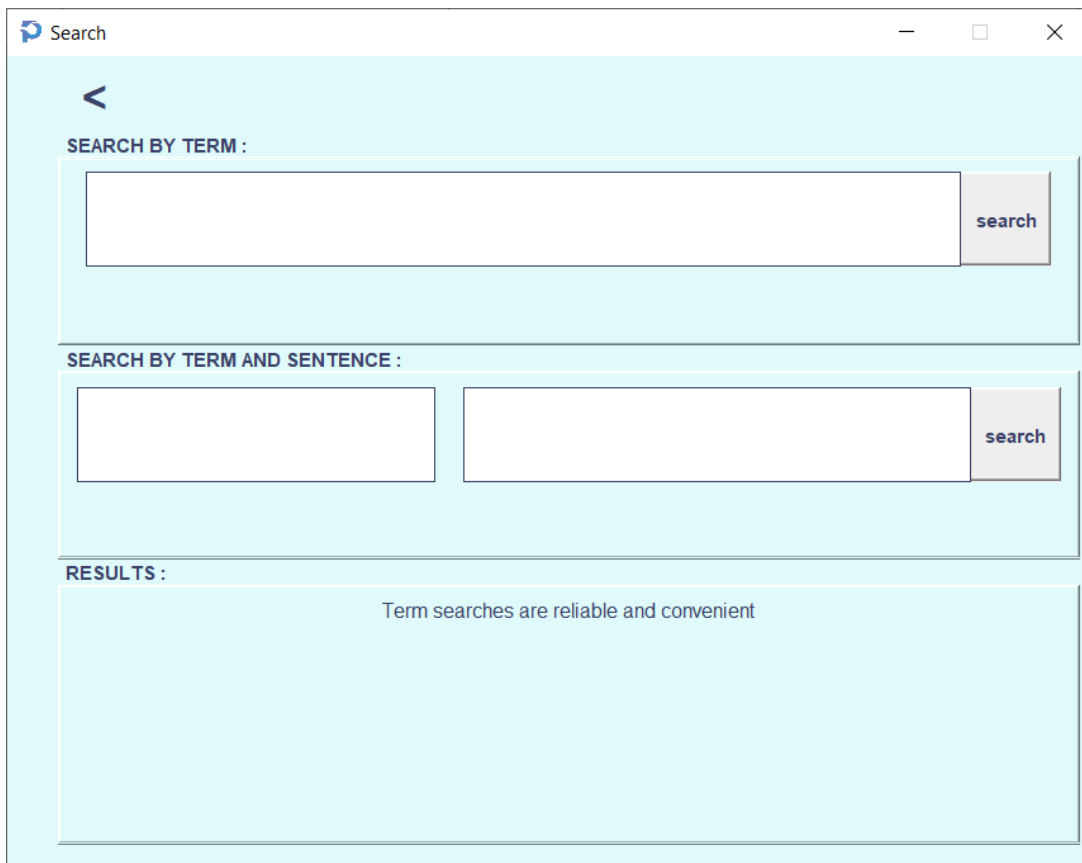 Search
<
SEARCH BY TERM :
search
SEARCH BY TERM AND SENTENCE :
search
RESULTS :
Term searches are reliable and convenient